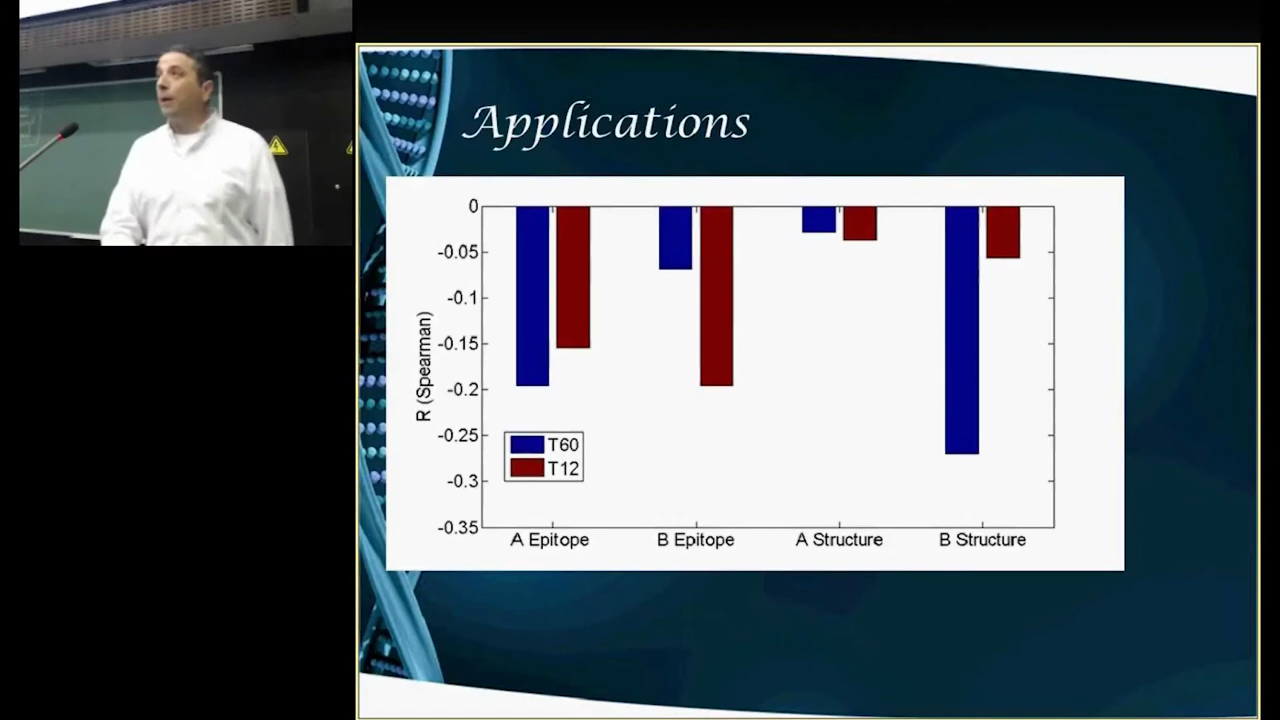 Applications
0
-0.05
-0.1
-0.15
-0.2
-0.25
-0.3
-0.35
R (Spearman)
T60
T12
A Epitope B Epitope A Structure B Structure